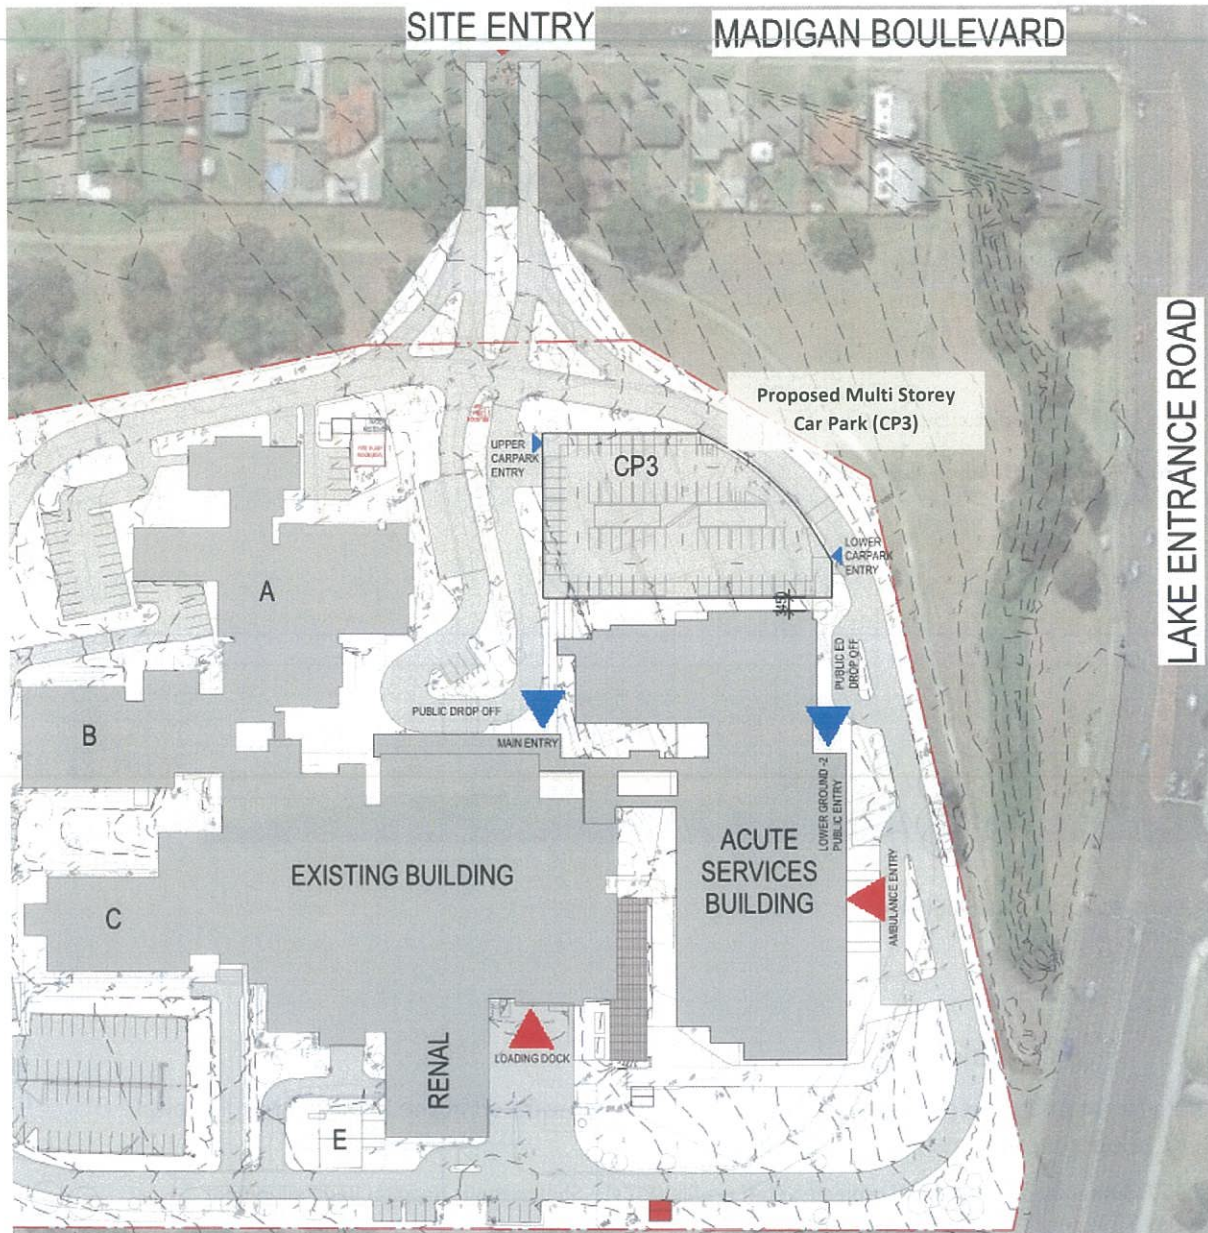 SITE ENTRY
MADIGAN BOULEVARD
LAKE ENTRANCE ROAD
Proposed Multi Storey
Car Park (CP3)
UPPER
CARPARK
ENTRY
CP3
LOWER
CARPARK
ENTRY
3450
A
PUBLIC ED
DROP OFF
B
PUBLIC DROP OFF
MAIN ENTRY
LOWER GROUND -2
PUBLIC ENTRY
ACUTE
SERVICES
BUILDING
EXISTING BUILDING
AMBULANCE ENTRY
C
RENAL
LOADING DOCK
E